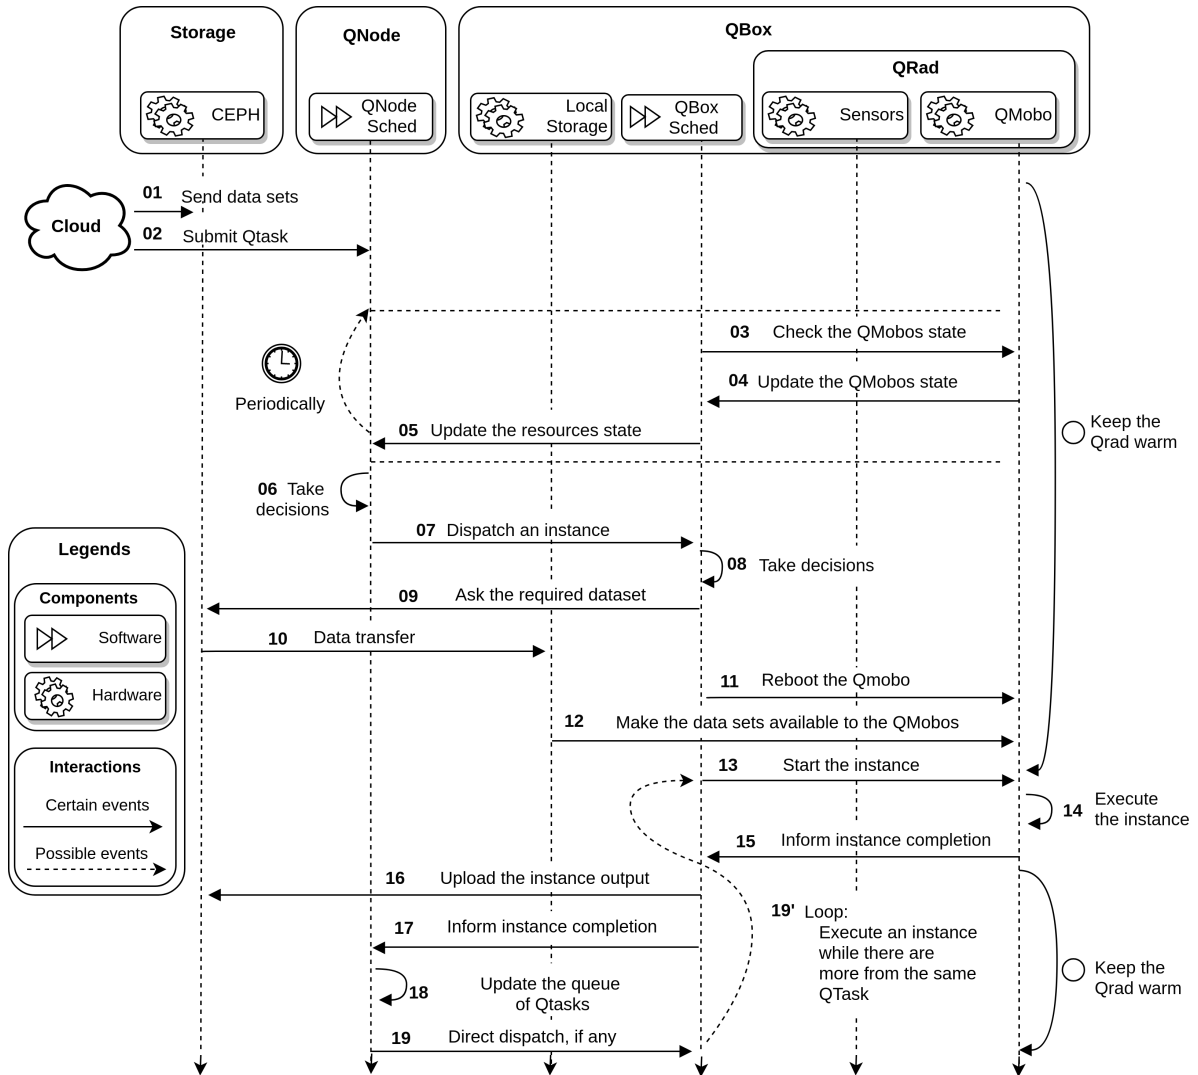 Storage
QNode
QBox
QRad
CEPH
QNode
Sched
Local
Storage
QBox
Sched
Sensors
QMobo
Cloud
01 Send data sets
02 Submit Qtask
03 Check the QMobos state
04 Update the QMobos state
Periodically
05 Update the resources state
Keep the
Qrad warm
06 Take
decisions
07 Dispatch an instance
08 Take decisions
09 Ask the required dataset
10 Data transfer
11 Reboot the Qmobo
12 Make the data sets available to the QMobos
13 Start the instance
14 Execute
the instance
15 Inform instance completion
16 Upload the instance output
17 Inform instance completion
18 Update the queue
of Qtasks
19 Direct dispatch, if any
19' Loop:
Execute an instance
while there are
more from the same
QTask
Keep the
Qrad warm
Legends
Components
Software
Hardware
Interactions
Certain events
Possible events